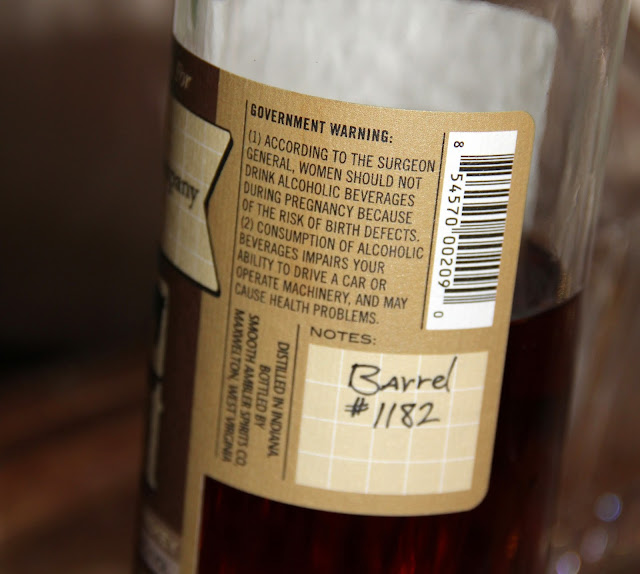 for
pany
GOVERNMENT WARNING:
(1) ACCORDING TO THE SURGEON
GENERAL, WOMEN SHOULD NOT
DRINK ALCOHOLIC BEVERAGES
DURING PREGNANCY BECAUSE
OF THE RISK OF BIRTH DEFECTS.
(2) CONSUMPTION OF ALCOHOLIC
BEVERAGES IMPAIRS YOUR
ABILITY TO DRIVE A CAR OR
OPERATE MACHINERY, AND MAY
CAUSE HEALTH PROBLEMS.
8 54570 00209 0
DISTILLED IN INDIANA
BOTTLED BY
SMOOTH AMBLER SPIRITS CO.
MAXWELTON, WEST VIRGINIA
NOTES:
Barrel
#1182